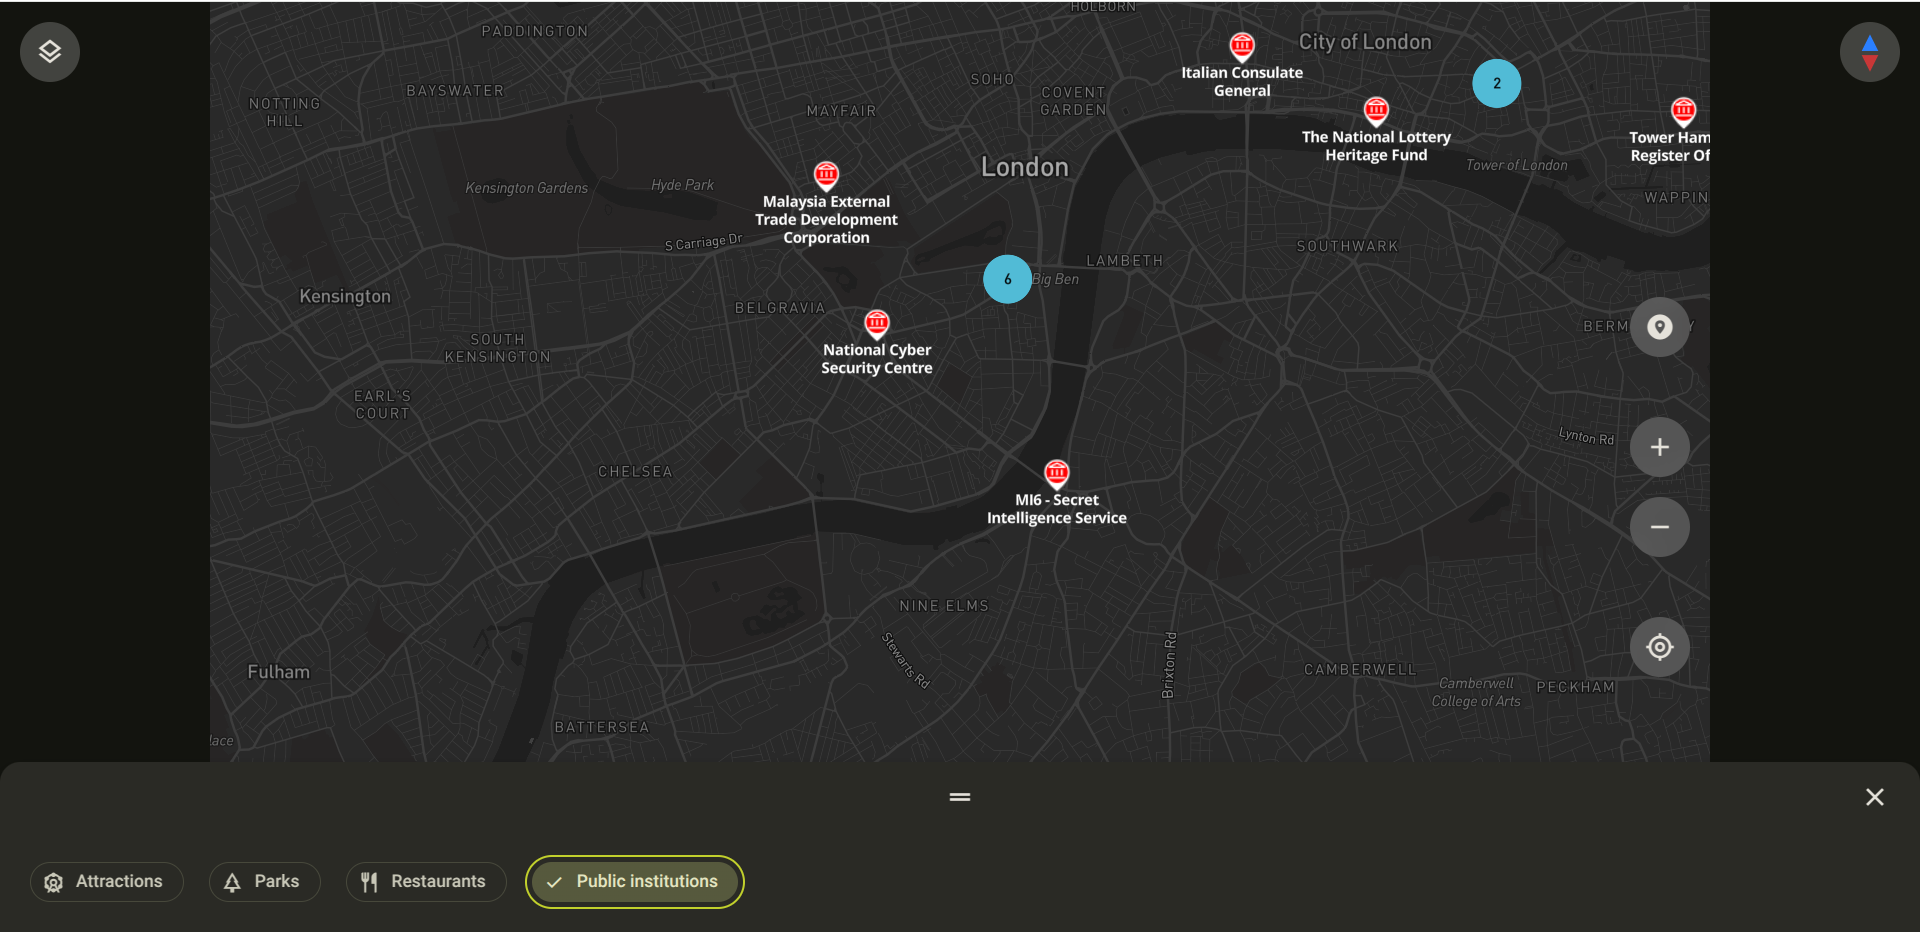 HOLBORN
PADDINGTON
City of London
Italian Consulate
General
SOHO
2
BAYSWATER
COVENT
GARDEN
NOTTING
HILL
MAYFAIR
The National Lottery
Heritage Fund
Tower Ham
Register Of
London
Tower of London
Kensington Gardens
Hyde Park
WAPPIN
Malaysia External
Trade Development
Corporation
S Carriage Dr
SOUTHWARK
LAMBETH
6
Big Ben
Kensington
BELGRAVIA
BERM
Y
SOUTH
KENSINGTON
National Cyber
Security Centre
EARL'S
COURT
Lynton Rd
CHELSEA
MI6 - Secret
Intelligence Service
NINE ELMS
Stewarts Rd
Brixton Rd
Fulham
CAMBERWELL
Camberwell
College of Arts
PECKHAM
BATTERSEA
lace
Attractions
Parks
Restaurants
Public institutions